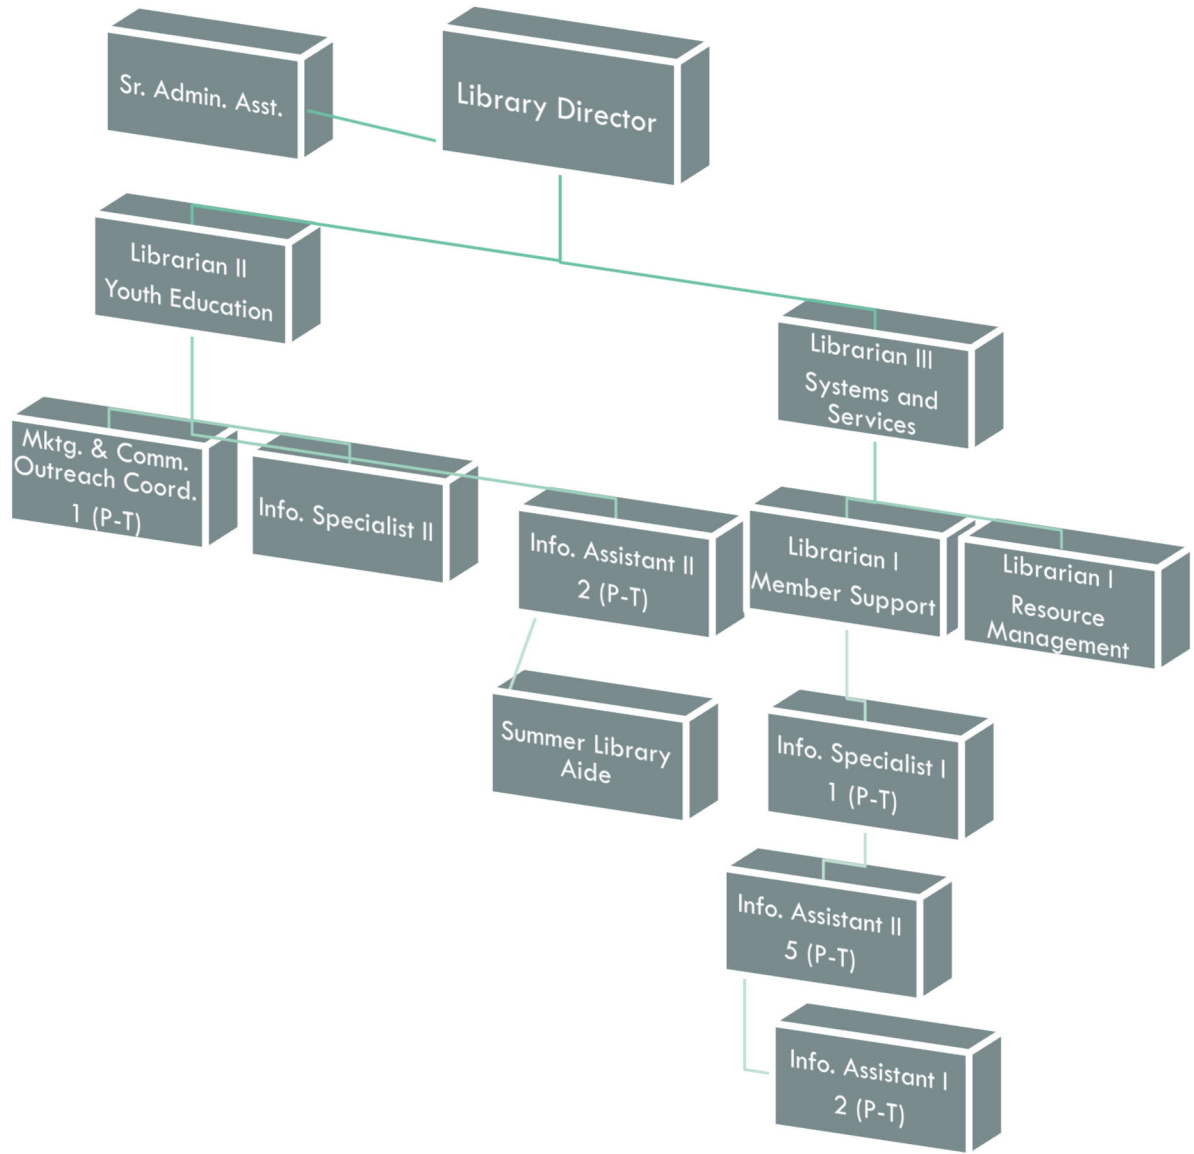 Sr. Admin. Asst.
Library Director
Librarian II
Youth Education
Librarian III
Systems and
Services
Mktg. & Comm.
Outreach Coord.
1 (P-T)
Info. Specialist II
Info. Assistant II
2 (P-T)
Librarian I
Member Support
Librarian I
Resource
Management
Summer Library
Aide
Info. Specialist I
1 (P-T)
Info. Assistant II
5 (P-T)
Info. Assistant I
2 (P-T)